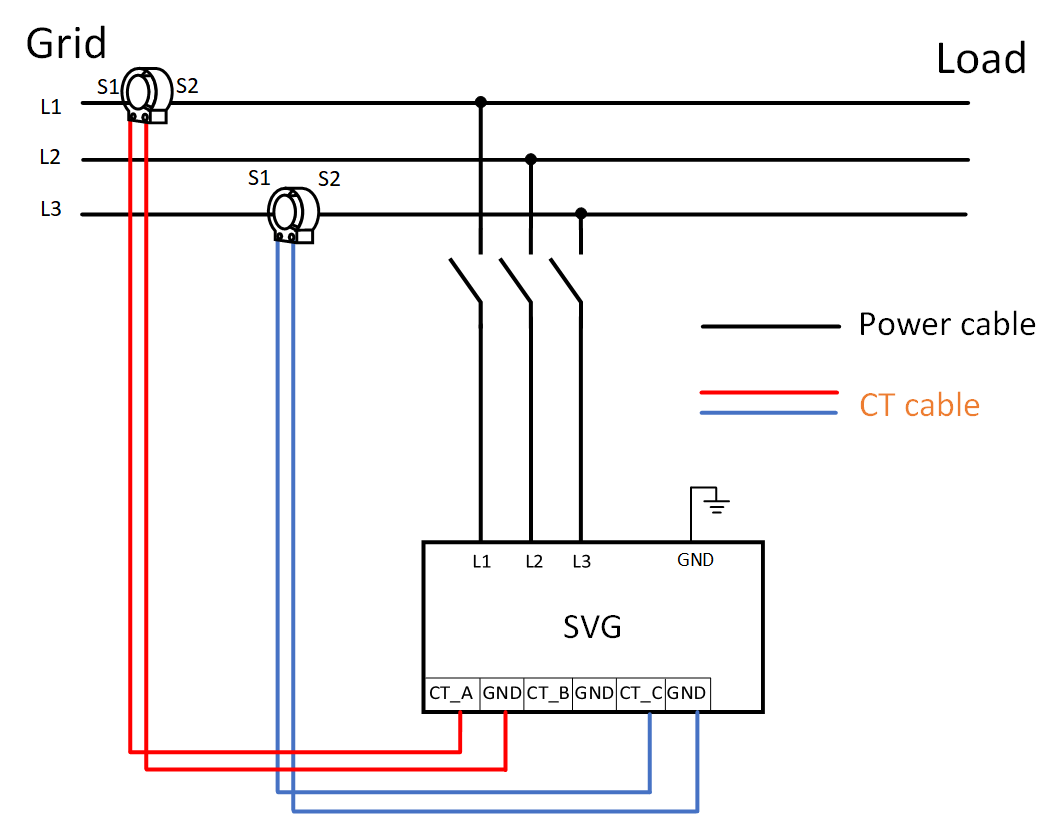 Grid
Load
S1 S2
L1
L2
S1 S2
L3
Power cable
CT cable
L1 L2 L3 GND
SVG
CT_A GND CT_B GND CT_C GND